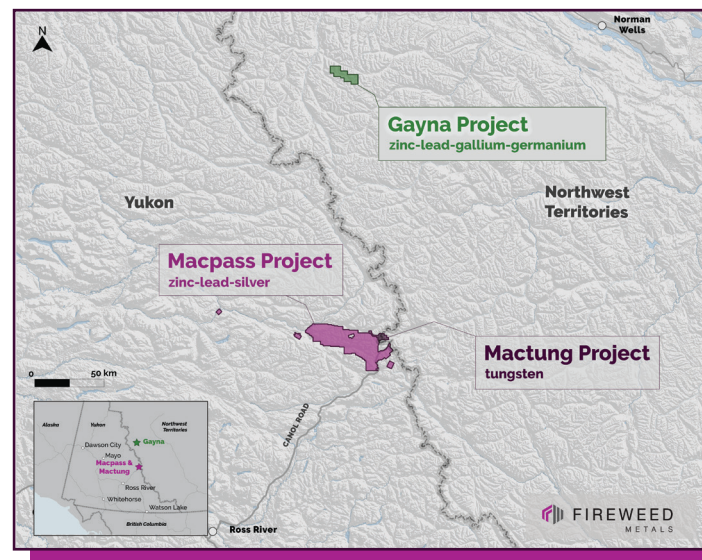 N
Norman
Wells
Gayna Project
zinc-lead-gallium-germanium
Yukon
Northwest
Territories
Macpass Project
zinc-lead-silver
Mactung Project
tungsten
0 50 km
CANOL ROAD
Alaska
Yukon
Northwest
Territories
Dawson City
Gayna
Mayo
Macpass &
Mactung
Ross River
Whitehorse
Watson Lake
British Columbia
Ross River
FIREWEED
METALS